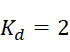 K_d = 2